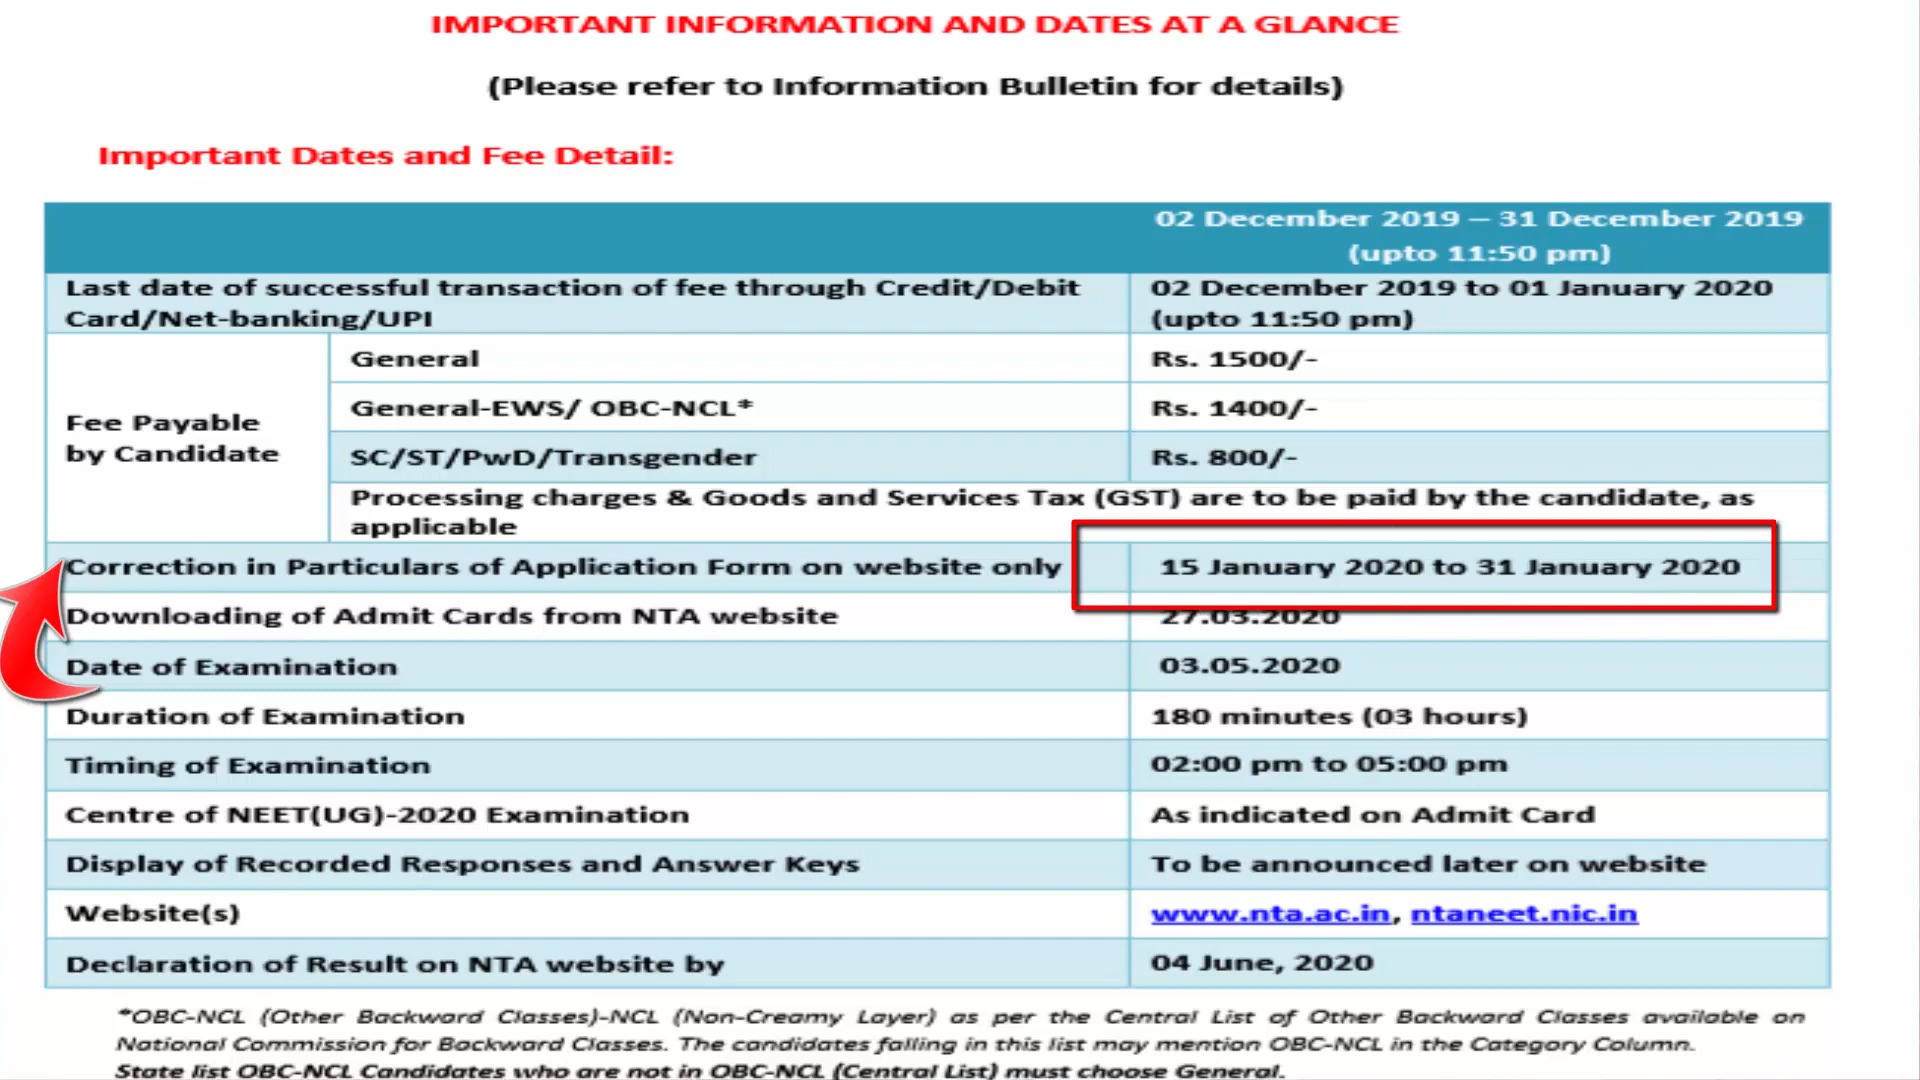 IMPORTANT INFORMATION AND DATES AT A GLANCE
(Please refer to Information Bulletin for details)
Important Dates and Fee Detail:
02 December 2019 – 31 December 2019
(upto 11:50 pm)
Last date of successful transaction of fee through Credit/Debit
Card/Net-banking/UPI
02 December 2019 to 01 January 2020
(upto 11:50 pm)
Fee Payable
by Candidate
General
Rs. 1500/-
General-EWS/ OBC-NCL*
Rs. 1400/-
SC/ST/PwD/Transgender
Rs. 800/-
Processing charges & Goods and Services Tax (GST) are to be paid by the candidate, as
applicable
Correction in Particulars of Application Form on website only
15 January 2020 to 31 January 2020
Downloading of Admit Cards from NTA website
27.03.2020
Date of Examination
03.05.2020
Duration of Examination
180 minutes (03 hours)
Timing of Examination
02:00 pm to 05:00 pm
Centre of NEET(UG)-2020 Examination
As indicated on Admit Card
Display of Recorded Responses and Answer Keys
To be announced later on website
Website(s)
www.nta.ac.in, ntaneet.nic.in
Declaration of Result on NTA website by
04 June, 2020
*OBC-NCL (Other Backward Classes)-NCL (Non-Creamy Layer) as per the Central List of Other Backward Classes available on
National Commission for Backward Classes. The candidates falling in this list may mention OBC-NCL in the Category Column.
State list OBC-NCL Candidates who are not in OBC-NCL (Central List) must choose General.